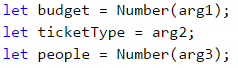 let budget = Number(arg1);
let ticketType = arg2;
let people = Number(arg3);